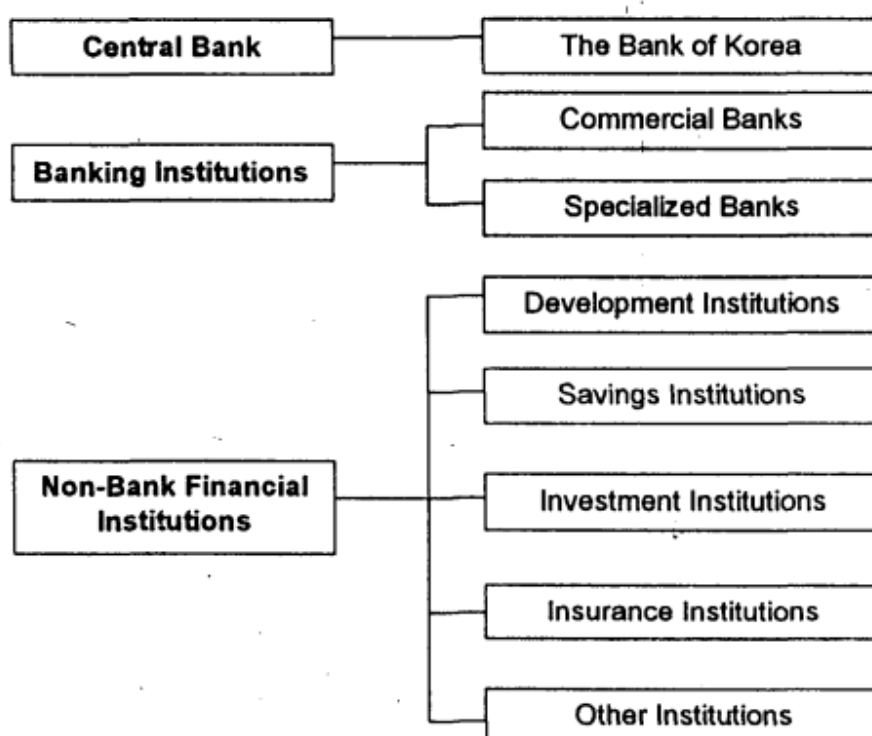 Central Bank
The Bank of Korea
Commercial Banks
Banking Institutions
Specialized Banks
Development Institutions
Savings Institutions
Non-Bank Financial
Institutions
Investment Institutions
Insurance Institutions
Other Institutions